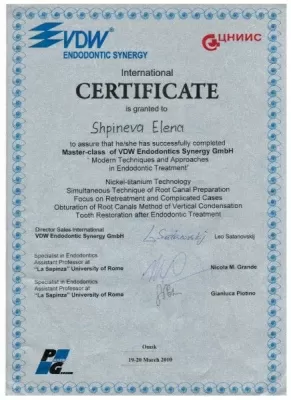 VDW
ENDODONTIC SYNERGY
ЦНИИС
International
CERTIFICATE
is granted to
Shpineva Elena
to assure that he/she has successfully completed
Master-class of VDW Endodontics Synergy GmbH
' Modern Techniques and Approaches
in Endodontic Treatment'
Nickel-titanium Technology
Simultaneous Technique of Root Canal Preparation
Focus on Retreatment and Complicated Cases
Obturation of Root Canals Method of Vertical Condensation
Tooth Restoration after Endodontic Treatment
Director Sales International
VDW Endodontic Synergy GmbH
Leo Satanovskij
Specialist in Endodontics
Assistant Professor at
"La Sapinza" University of Rome
Nicola M. Grande
Specialist in Endodontics
Assistant Professor at
"La Sapinza" University of Rome
Gianluca Plotino
PG
Omsk
19-20 March 2010